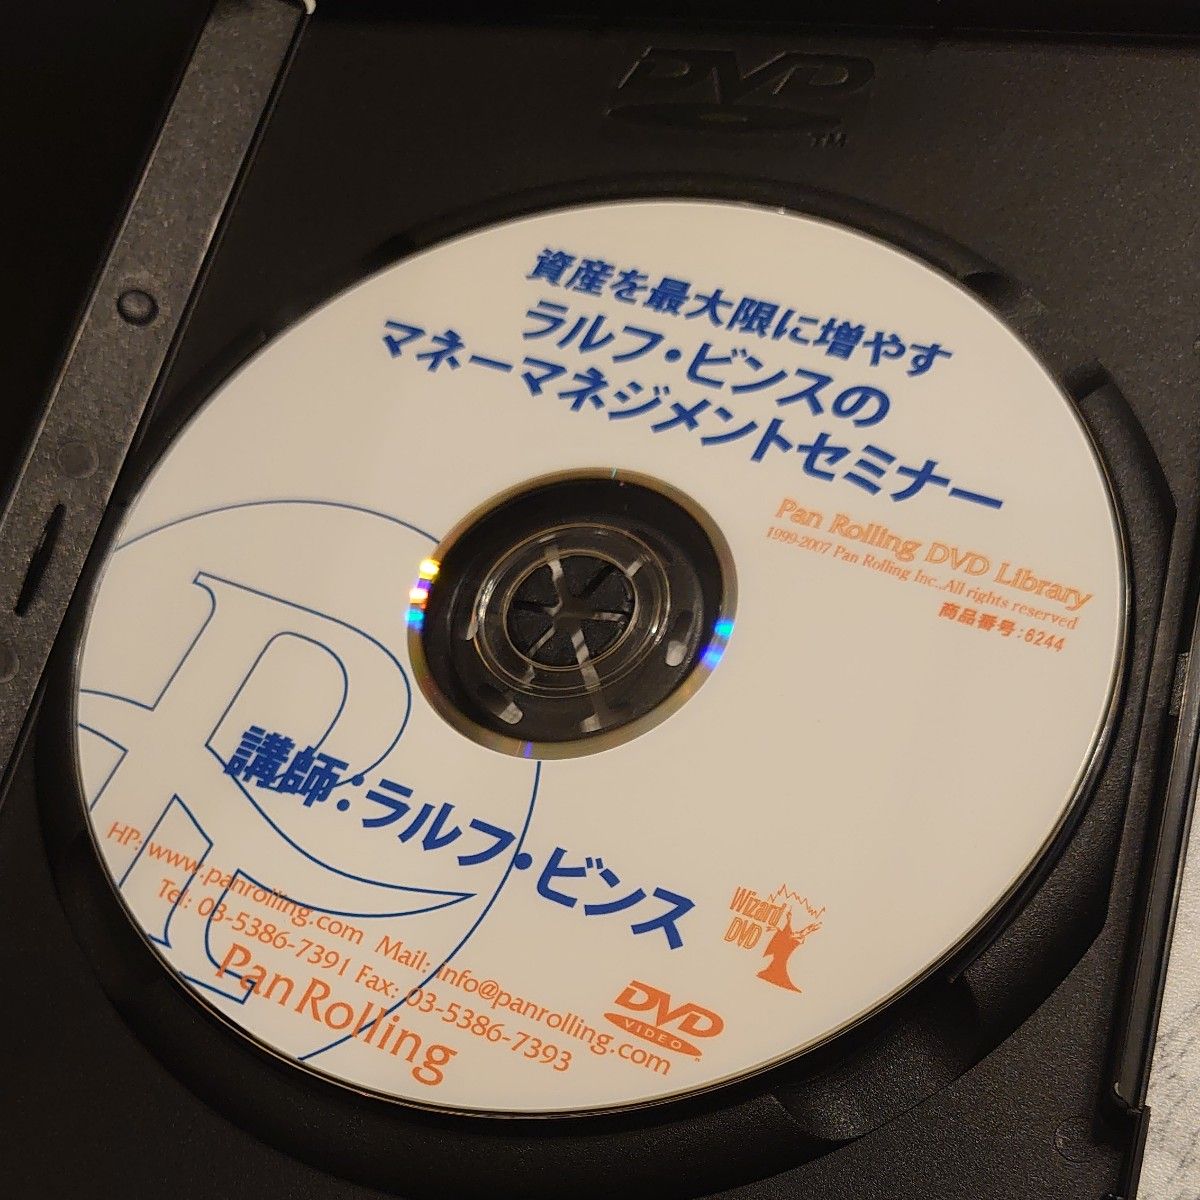 DVD
TM
資産を最大限に増やす
ラルフ・ビンスの
マネーマネジメントセミナー
Pan Rolling DVD Library
1999-2007 Pan Rolling Inc.,All rights reserved
商品番号:6244
講師:ラルフ・ビンス
HP: www.panrolling.com Mail: info@panrolling.com
Tel: 03-5386-7391 Fax: 03-5386-7393
PanRolling
Wizard
DVD
DVD
VIDEO